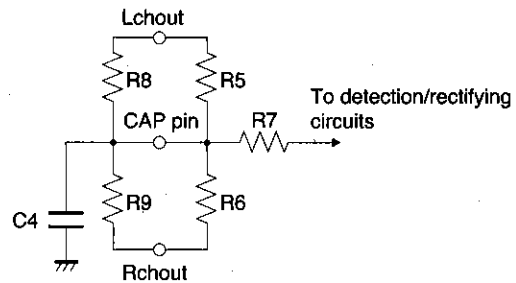 Lchout
R8
R5
To detection/rectifying
circuits
CAP pin
R7
R9
R6
C4
Rchout